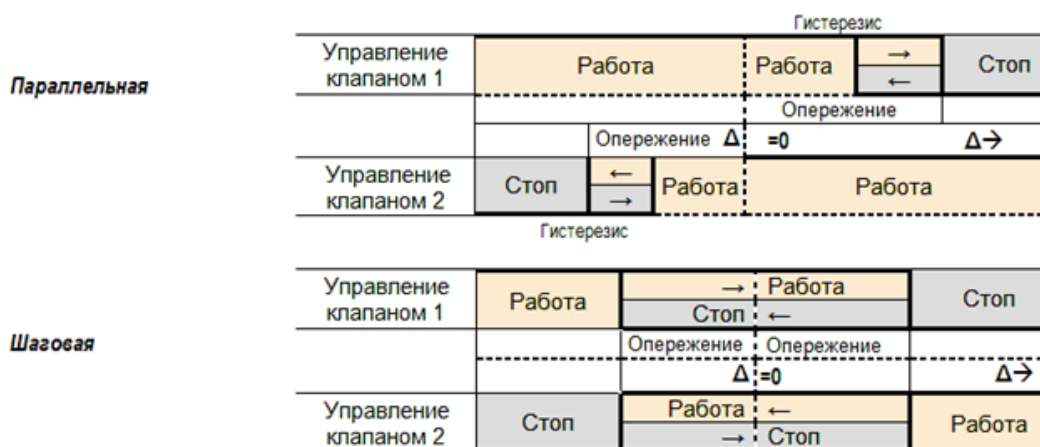 Гистерезис
Параллельная
Управление клапаном 1
Работа
Работа
→
←
Стоп
Опережение
Опережение Δ =0 Δ→
Управление клапаном 2
Стоп
←
→
Работа
Работа
Гистерезис
Шаговая
Управление клапаном 1
Работа
→ Работа
Стоп ←
Стоп
Опережение Опережение
Δ =0 Δ→
Управление клапаном 2
Стоп
Работа ←
→ Стоп
Работа